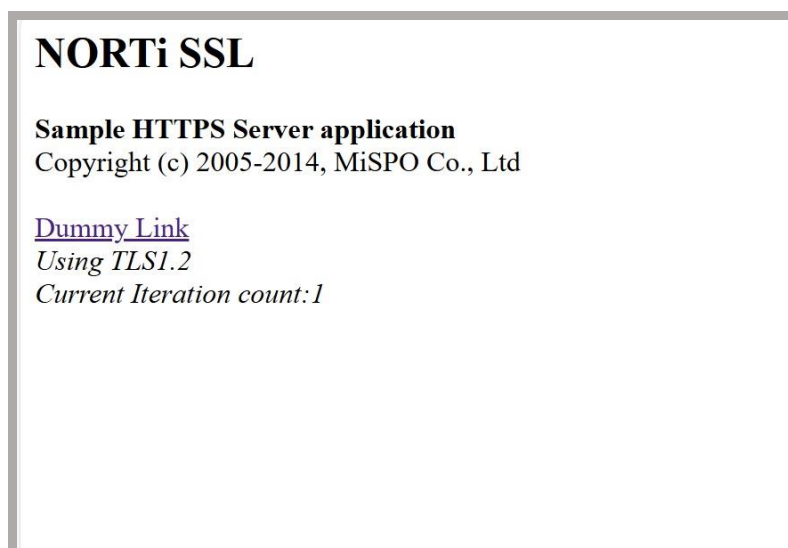 NORTi SSL
Sample HTTPS Server application
Copyright (c) 2005-2014, MiSPO Co., Ltd
Dummy Link
Using TLS1.2
Current Iteration count:1